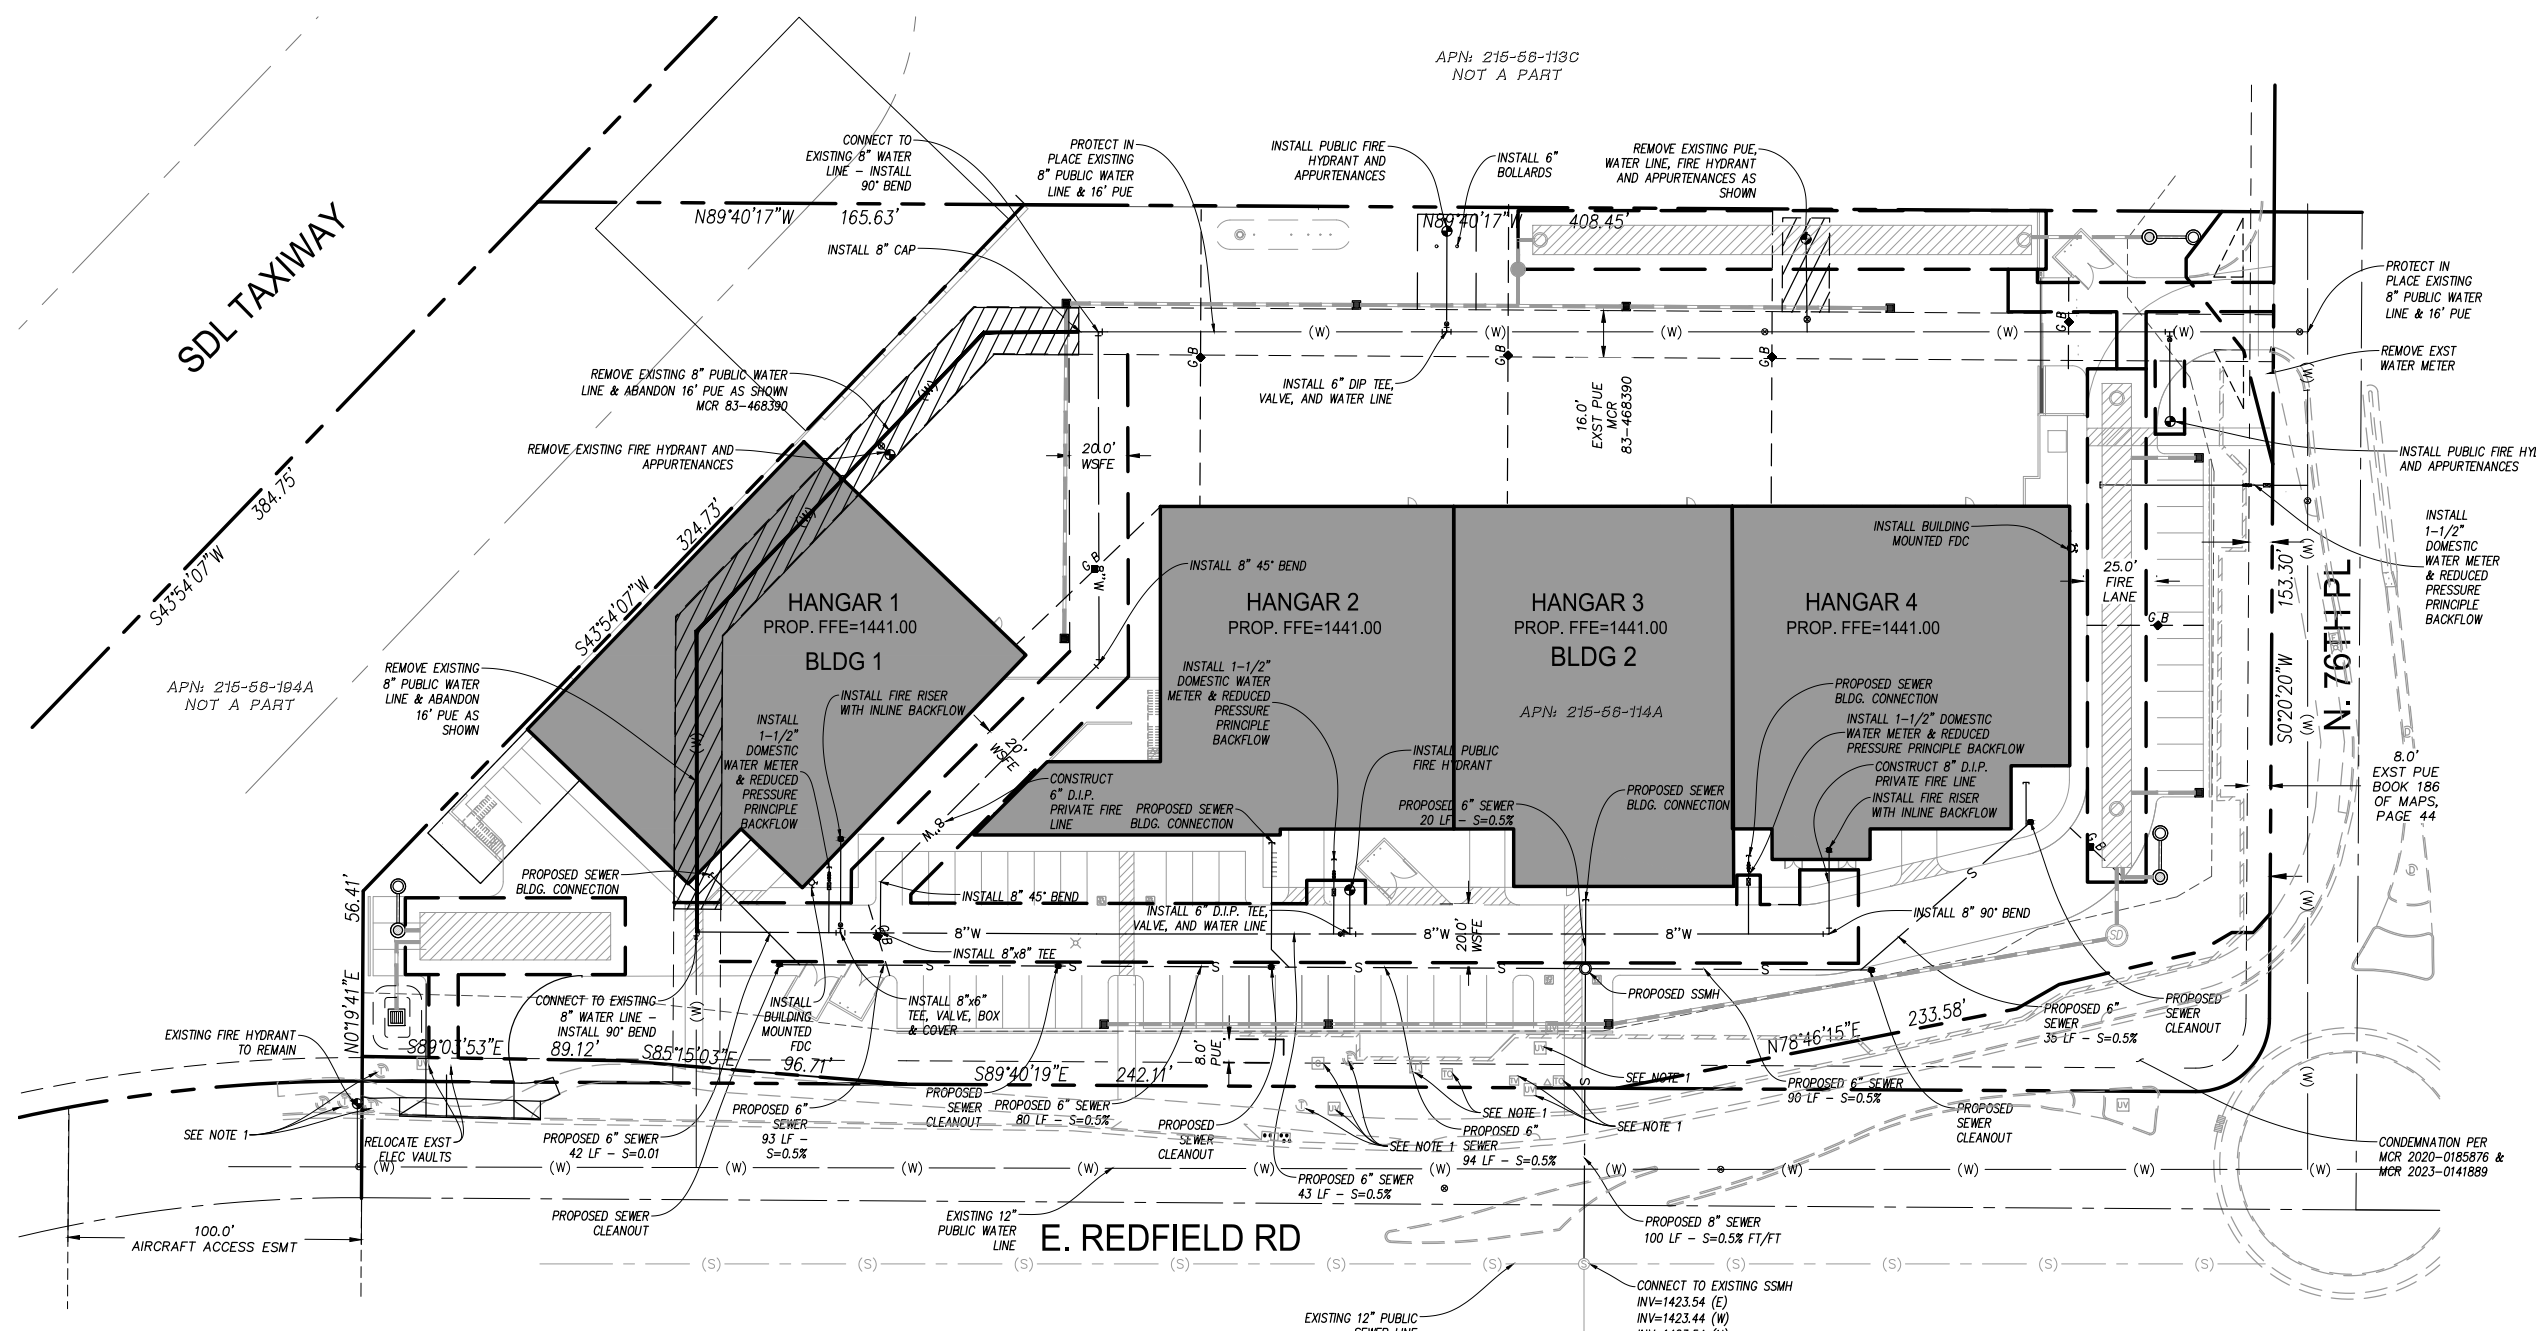 APN: 215-56-113C
NOT A PART
CONNECT TO
EXISTING 8" WATER
LINE - INSTALL
90° BEND
PROTECT IN
PLACE EXISTING
8" PUBLIC WATER
LINE & 16' PUE
INSTALL PUBLIC FIRE
HYDRANT AND
APPURTENANCES
INSTALL 6"
BOLLARDS
REMOVE EXISTING PUE,
WATER LINE, FIRE HYDRANT
AND APPURTENANCES AS
SHOWN
N89°40'17"W 165.63'
N89°40'17"W 408.45'
INSTALL 8" CAP
SDL TAXIWAY
PROTECT IN
PLACE EXISTING
8" PUBLIC WATER
LINE & 16' PUE
REMOVE EXST
WATER METER
(W) (W) (W) (W) (W)
G.B
G.B
G.B
G.B
REMOVE EXISTING 8" PUBLIC WATER
LINE & ABANDON 16' PUE AS SHOWN
MCR 83-468390
INSTALL 6" DIP TEE,
VALVE, AND WATER LINE
16.0'
EXST PUE
MCR
83-468390
REMOVE EXISTING FIRE HYDRANT AND
APPURTENANCES
20.0'
WSFE
INSTALL PUBLIC FIRE HYD
AND APPURTENANCES
INSTALL
1-1/2"
DOMESTIC
WATER METER
& REDUCED
PRESSURE
PRINCIPLE
BACKFLOW
384.75'
S43°54'07"W
324.73'
S43°54'07"W
(W)
(W)
G.B
8"W
INSTALL 8" 45° BEND
INSTALL BUILDING
MOUNTED FDC
25.0'
FIRE
LANE
G.B
153.30'
S0°20'20"W
N. 76TH PL
HANGAR 1
PROP. FFE=1441.00
BLDG 1
HANGAR 2
PROP. FFE=1441.00
HANGAR 3
PROP. FFE=1441.00
BLDG 2
APN: 215-56-114A
HANGAR 4
PROP. FFE=1441.00
APN: 215-56-194A
NOT A PART
REMOVE EXISTING
8" PUBLIC WATER
LINE & ABANDON
16' PUE AS
SHOWN
INSTALL
1-1/2"
DOMESTIC
WATER METER
& REDUCED
PRESSURE
PRINCIPLE
BACKFLOW
INSTALL FIRE RISER
WITH INLINE BACKFLOW
20'
WSFE
INSTALL 1-1/2"
DOMESTIC WATER
METER & REDUCED
PRESSURE
PRINCIPLE
BACKFLOW
INSTALL PUBLIC
FIRE HYDRANT
PROPOSED SEWER
BLDG. CONNECTION
INSTALL 1-1/2" DOMESTIC
WATER METER & REDUCED
PRESSURE PRINCIPLE BACKFLOW
CONSTRUCT 8" D.I.P.
PRIVATE FIRE LINE
INSTALL FIRE RISER
WITH INLINE BACKFLOW
8.0'
EXST PUE
BOOK 186
OF MAPS,
PAGE 44
CONSTRUCT
6" D.I.P.
PRIVATE FIRE
LINE
PROPOSED SEWER
BLDG. CONNECTION
PROPOSED 6" SEWER
20 LF - S=0.5%
PROPOSED SEWER
BLDG. CONNECTION
8"W
G.B
56.41'
N0°19'41"E
PROPOSED SEWER
BLDG. CONNECTION
INSTALL 8" 45° BEND
INSTALL 6" D.I.P. TEE,
VALVE, AND WATER LINE
20.0'
WSFE
INSTALL 8" 90° BEND
G.B
8"W 8"W 8"W
INSTALL 8"x8" TEE
S S S S S S
SD
CONNECT TO EXISTING
8" WATER LINE -
INSTALL 90° BEND
INSTALL
BUILDING
MOUNTED
FDC
INSTALL 8"x6"
TEE, VALVE, BOX
& COVER
PROPOSED SSMH
PROPOSED 6"
SEWER
35 LF - S=0.5%
PROPOSED
SEWER
CLEANOUT
EXISTING FIRE HYDRANT
TO REMAIN
S89°03'53"E 89.12'
S85°15'03"E
96.71'
S89°40'19"E 242.11'
8.0'
PUE
N78°46'15"E 233.58'
SEE NOTE 1
SEE NOTE 1
RELOCATE EXST
ELEC VAULTS
PROPOSED 6" SEWER
42 LF - S=0.01
PROPOSED 6"
SEWER
93 LF -
S=0.5%
PROPOSED
SEWER
CLEANOUT
PROPOSED 6" SEWER
80 LF - S=0.5%
PROPOSED
SEWER
CLEANOUT
SEE NOTE 1
SEE NOTE 1
PROPOSED 6"
SEWER
94 LF - S=0.5%
SEE NOTE 1
PROPOSED 6" SEWER
90 LF - S=0.5%
PROPOSED
SEWER
CLEANOUT
CONDEMNATION PER
MCR 2020-0185876 &
MCR 2023-0141889
(W) (W) (W) (W) (W) (W) (W) (W) (W) (W) (W) (W)
PROPOSED 6" SEWER
43 LF - S=0.5%
100.0'
AIRCRAFT ACCESS ESMT
PROPOSED SEWER
CLEANOUT
EXISTING 12"
PUBLIC WATER
LINE
E. REDFIELD RD
PROPOSED 8" SEWER
100 LF - S=0.5% FT/FT
(S) (S) (S) (S) (S) (S) (S) (S) (S) (S)
CONNECT TO EXISTING SSMH
INV=1423.54 (E)
INV=1423.44 (W)
EXISTING 12" PUBLIC
SEWER LINE